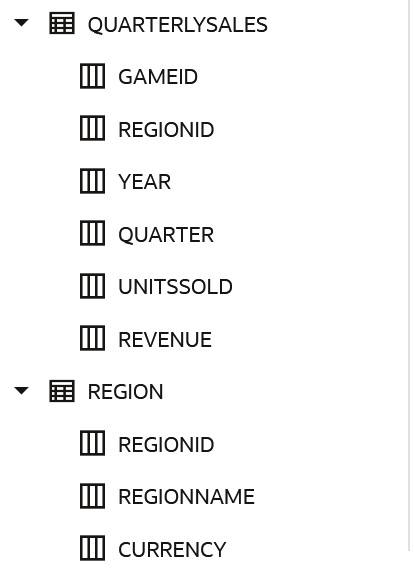 QUARTERLYSALES
GAMEID
REGIONID
YEAR
QUARTER
UNITSSOLD
REVENUE
REGION
REGIONID
REGIONNAME
CURRENCY